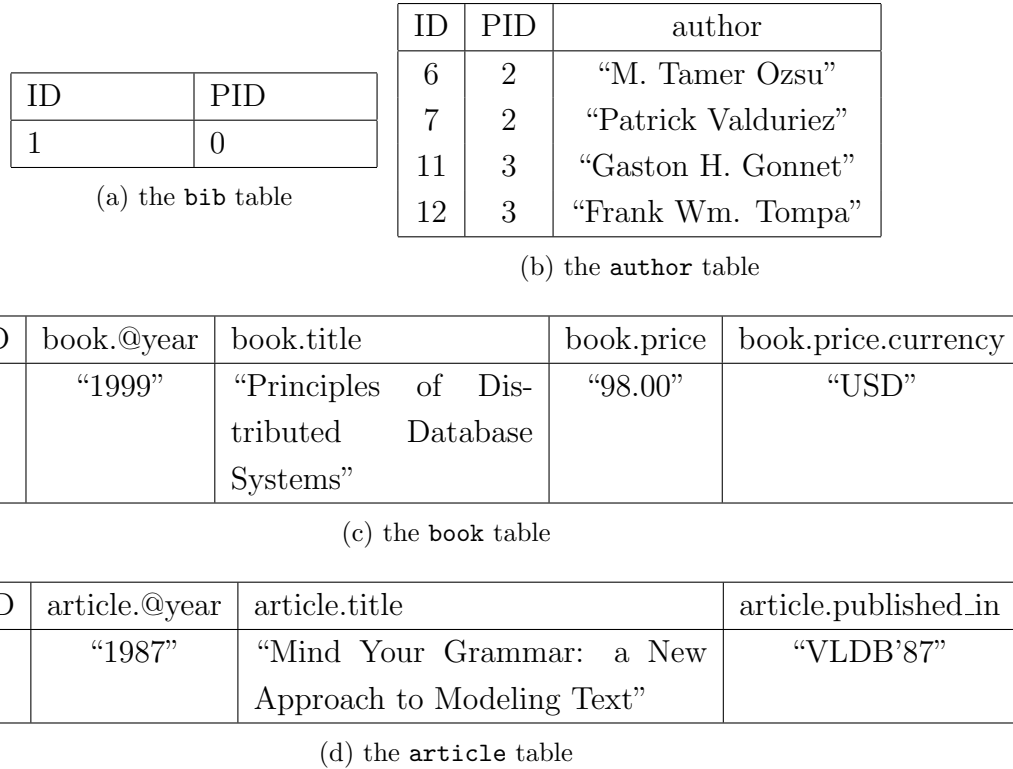 ID PID
1 0
(a) the bib table
ID PID author
6 2 “M. Tamer Ozsu”
7 2 “Patrick Valduriez”
11 3 “Gaston H. Gonnet”
12 3 “Frank Wm. Tompa”
(b) the author table
book.@year book.title book.price book.price.currency
“1999” “Principles of Dis- “98.00” “USD”
tributed Database
Systems”
(c) the book table
article.@year article.title article.published_in
“1987” “Mind Your Grammar: a New “VLDB'87”
Approach to Modeling Text”
(d) the article table